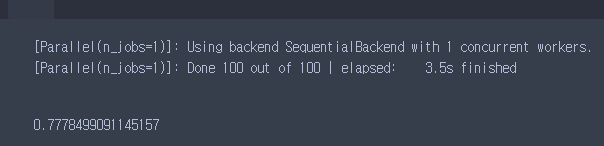 [Parallel(n_jobs=1)]: Using backend SequentialBackend with 1 concurrent workers.
[Parallel(n_jobs=1)]: Done 100 out of 100 | elapsed:    3.5s finished
0.7778499091145157